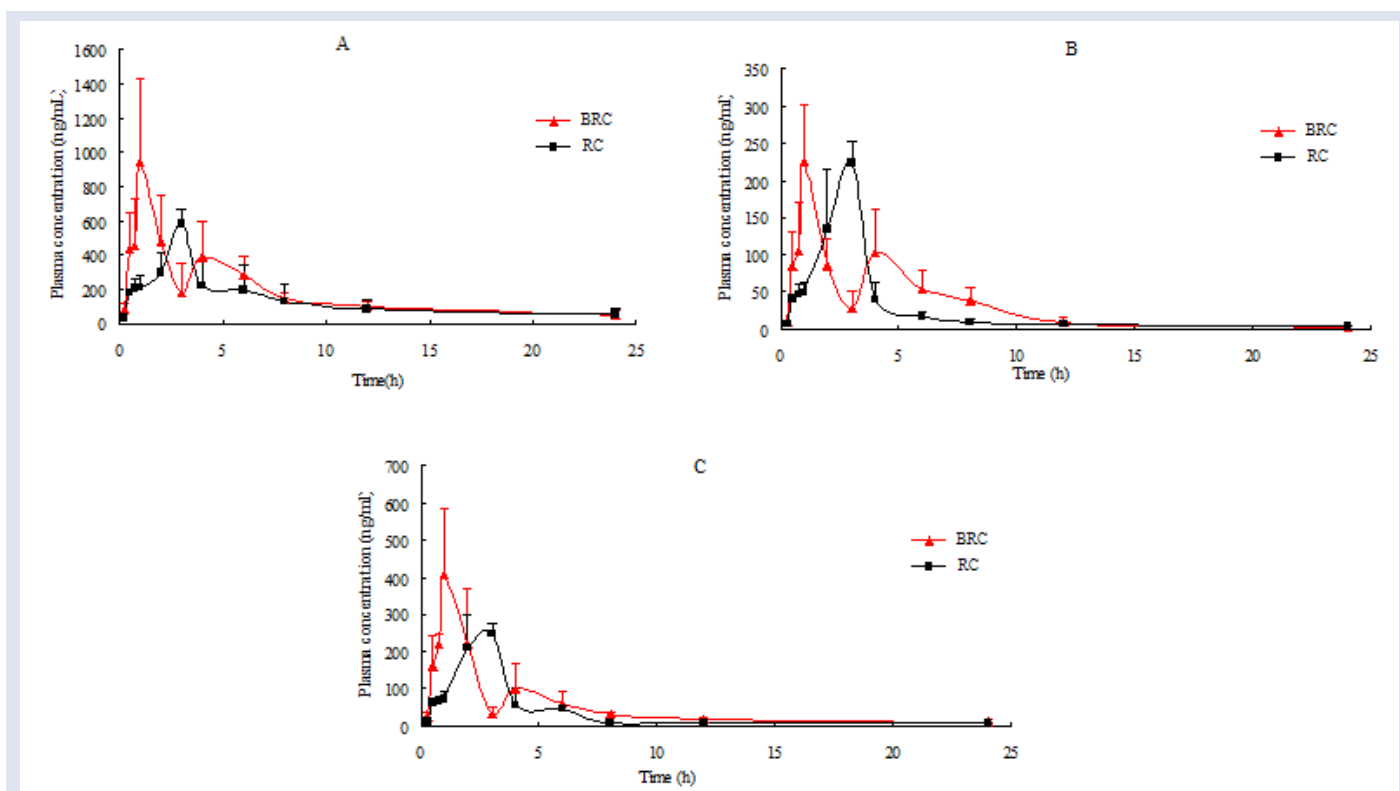 A
1600
1400
1200
1000
800
600
400
200
0
Plasma concentration (ng/mL)
BRC
RC
0 5 10 15 20 25
Time(h)
B
350
300
250
200
150
100
50
0
Plasma concentration (ng/ml)
BRC
RC
0 5 10 15 20 25
Time (h)
C
700
600
500
400
300
200
100
0
Plasma concentration (ng/ml)
BRC
RC
0 5 10 15 20 25
Time (h)